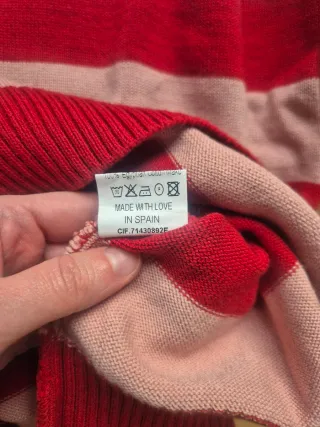 MADE WITH LOVE
IN SPAIN
CIF.71430892E